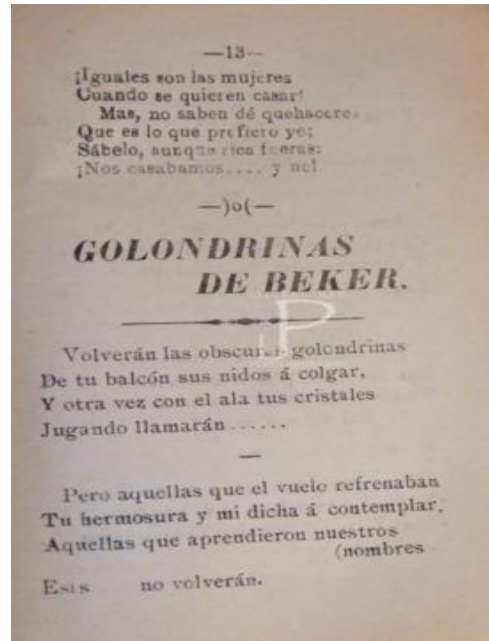 —13—
¡Iguales son las mujeres
Cuando se quieren casar!
Mas, no saben dé quehacere.
Que es lo que prefiero yo;
Sábelo, aunque rica fueras:
¡Nos casabamos.... y no!
—)o(—
GOLONDRINAS
DE BEKER.
P
Volverán las obscuras golondrinas
De tu balcón sus nidos á colgar,
Y otra vez con el ala tus cristales
Jugando llamarán ......
—
Pero aquellas que el vuelo refrenaban
Tu hermosura y mi dicha á contemplar,
Aquellas que aprendieron nuestros
(nombres
no volverán.